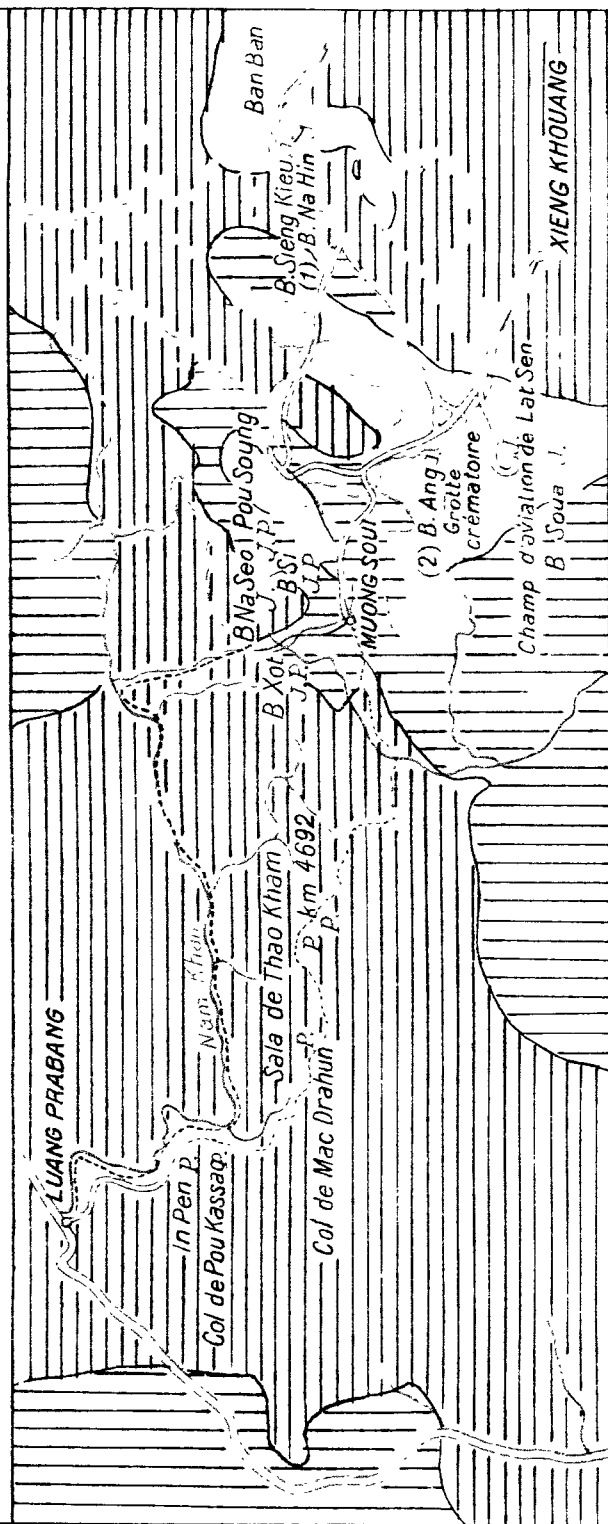 LUANG PRABANG
In Pen P
Col de Pou Kassaq
Nam Khan
Sala de Thao Kham
Col de Mac Drahun
P
P km 4692
P
B Xot
J.P
B Na Seo
J
Pou Soung
J P
B Si
J.P
MUONG SOUI
Ban Ban
B. Sieng Kieu
(1) B. Na Hin
(2) B. Ang J.
Grotte
crématoire
Champ d'aviation de Lat Sen
B Soua J.
XIENG KHOUANG